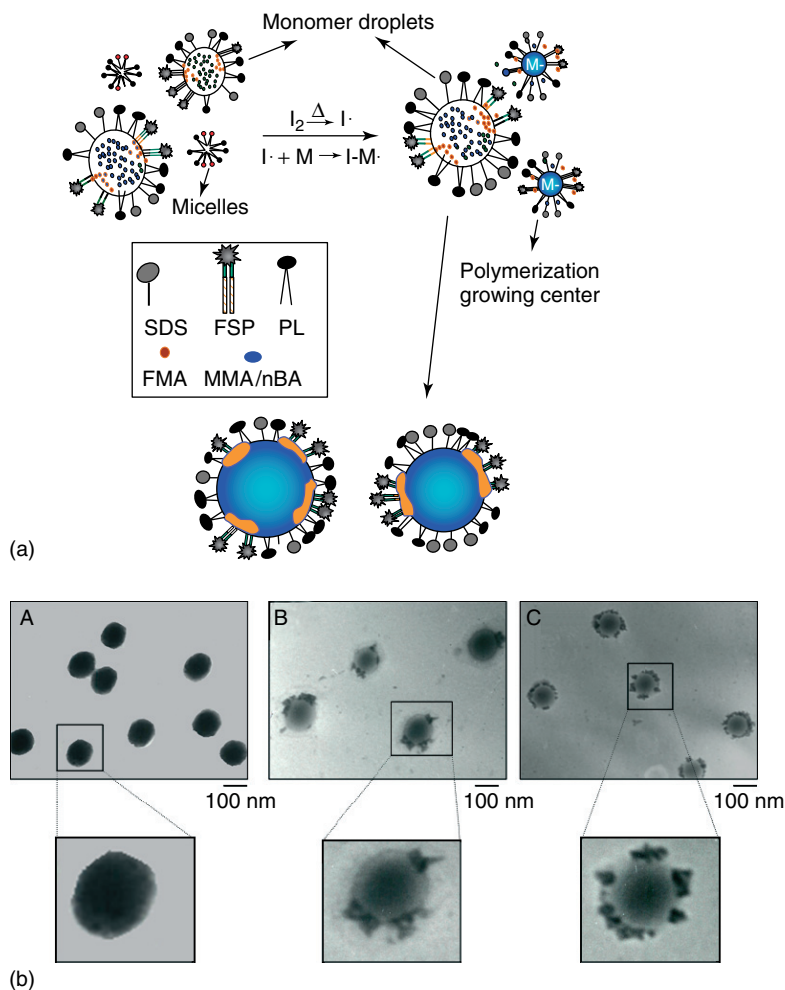 Monomer droplets
I₂ —Δ→ I·
I· + M → I-M·
Micelles
M-
M-
Polymerization
growing center
SDS FSP PL
FMA MMA/nBA
(a)
A B C
100 nm 100 nm 100 nm
(b)